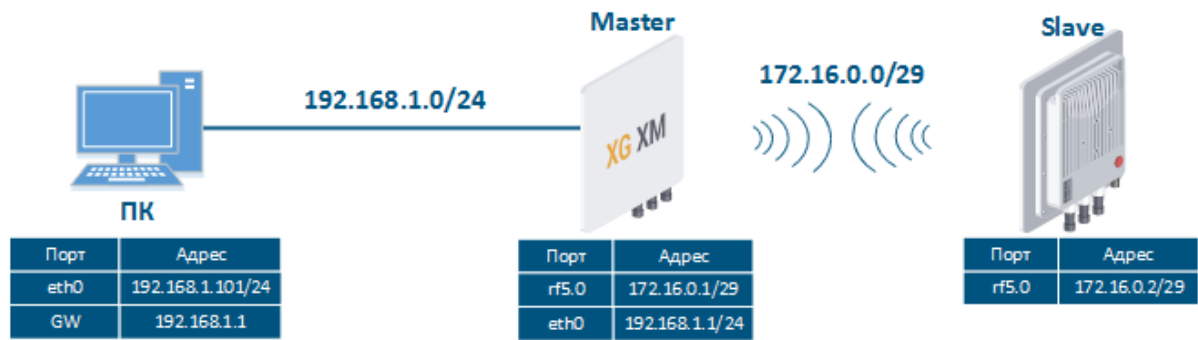 Master
Slave
192.168.1.0/24
172.16.0.0/29
XG XM
ПК
Порт Адрес
eth0 192.168.1.101/24
GW 192.168.1.1
Порт Адрес
rf5.0 172.16.0.1/29
eth0 192.168.1.1/24
Порт Адрес
rf5.0 172.16.0.2/29